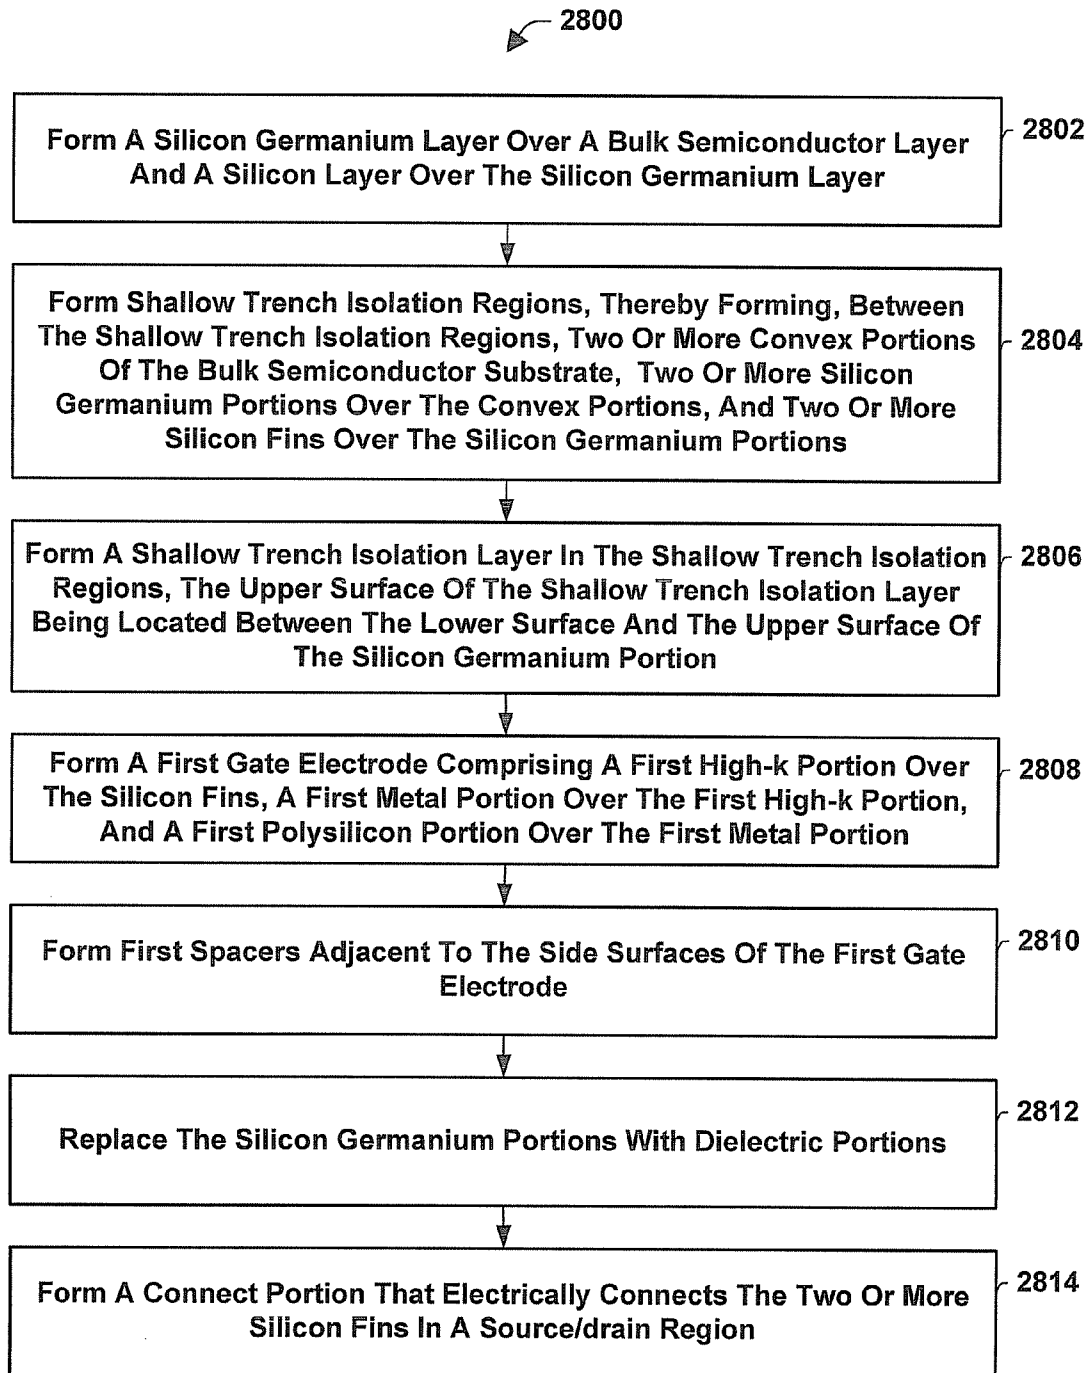 2800
Form A Silicon Germanium Layer Over A Bulk Semiconductor Layer
And A Silicon Layer Over The Silicon Germanium Layer
2802
Form Shallow Trench Isolation Regions, Thereby Forming, Between
The Shallow Trench Isolation Regions, Two Or More Convex Portions
Of The Bulk Semiconductor Substrate, Two Or More Silicon
Germanium Portions Over The Convex Portions, And Two Or More
Silicon Fins Over The Silicon Germanium Portions
2804
Form A Shallow Trench Isolation Layer In The Shallow Trench Isolation
Regions, The Upper Surface Of The Shallow Trench Isolation Layer
Being Located Between The Lower Surface And The Upper Surface Of
The Silicon Germanium Portion
2806
Form A First Gate Electrode Comprising A First High-k Portion Over
The Silicon Fins, A First Metal Portion Over The First High-k Portion,
And A First Polysilicon Portion Over The First Metal Portion
2808
Form First Spacers Adjacent To The Side Surfaces Of The First Gate
Electrode
2810
Replace The Silicon Germanium Portions With Dielectric Portions
2812
Form A Connect Portion That Electrically Connects The Two Or More
Silicon Fins In A Source/drain Region
2814